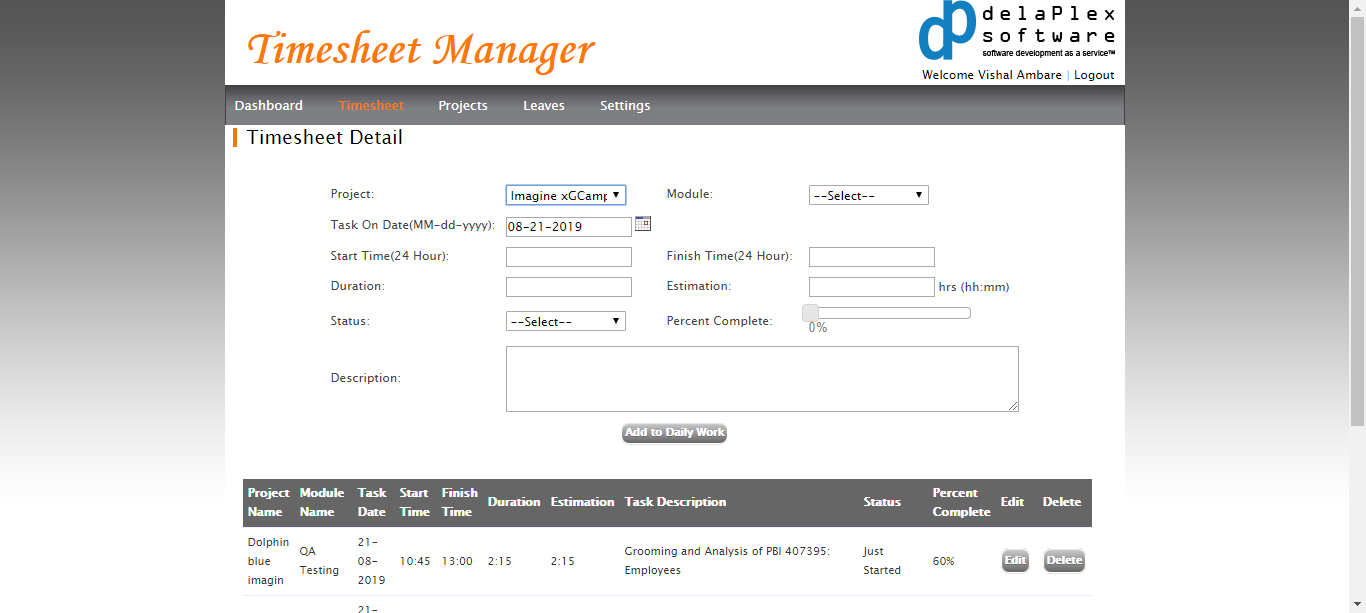 Timesheet Manager
dp delaPlex
software
software development as a service™
Welcome Vishal Ambare | Logout
Dashboard Timesheet Projects Leaves Settings
Timesheet Detail
Project: Imagine xGCamp Module: --Select--
Task On Date(MM-dd-yyyy): 08-21-2019
Start Time(24 Hour): Finish Time(24 Hour):
Duration: Estimation: hrs (hh:mm)
Status: --Select-- Percent Complete:
0%
Description:
Add to Daily Work
Project Name Module Name Task Date Start Time Finish Time Duration Estimation Task Description Status Percent Complete Edit Delete
Dolphin blue imagin QA Testing 21-08-2019 10:45 13:00 2:15 2:15 Grooming and Analysis of PBI 407395: Employees Just Started 60% Edit Delete
21-